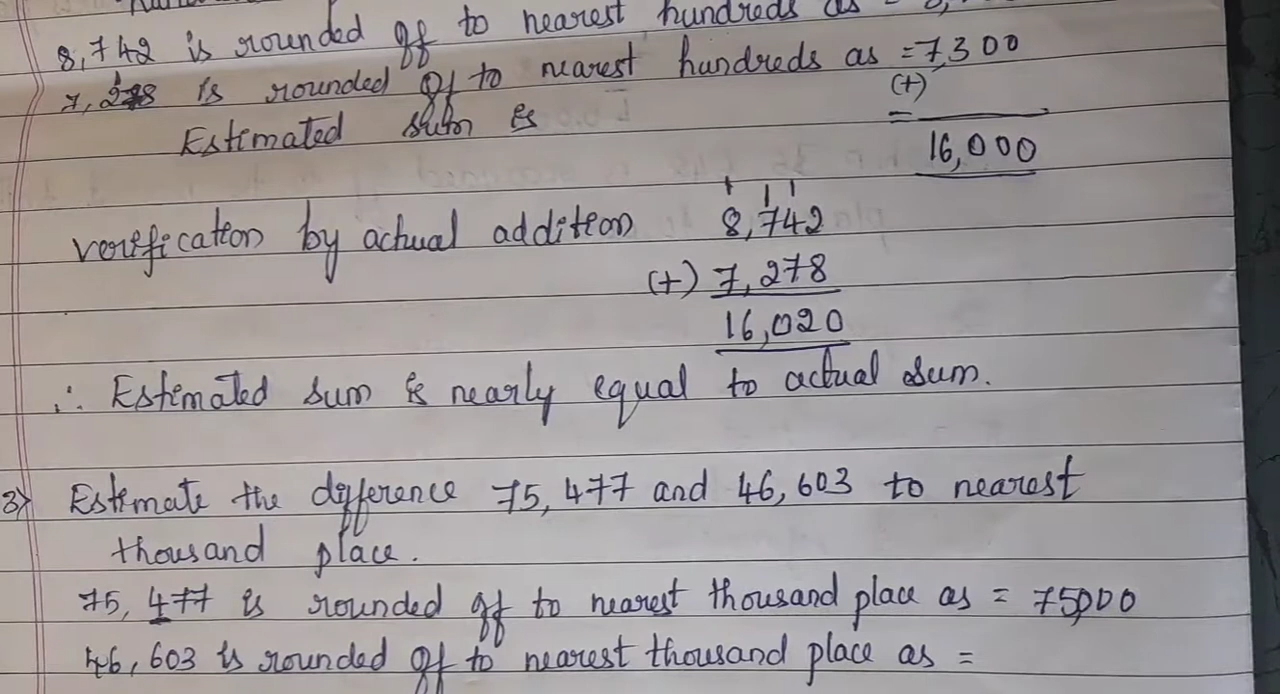 8,742 is rounded off to nearest hundreds as =
7,278 is rounded off to nearest hundreds as = 7,300
Estimated sum is
(+)
=
16,000
verification by actual addition 8,742
(+) 7,278
16,020
∴ Estimated sum is nearly equal to actual sum.
3) Estimate the difference 75,477 and 46,603 to nearest
thousand place.
75,477 is rounded off to nearest thousand place as = 75,000
46,603 is rounded off to nearest thousand place as =